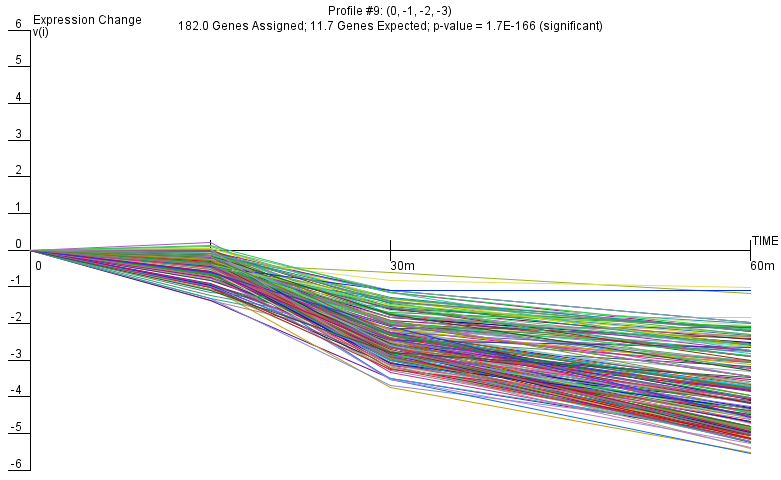 Profile #9: (0, -1, -2, -3)
182.0 Genes Assigned; 11.7 Genes Expected; p-value = 1.7E-166 (significant)
Expression Change
v(i)
6
5
4
3
2
1
0
-1
-2
-3
-4
-5
-6
TIME
0
30m
60m